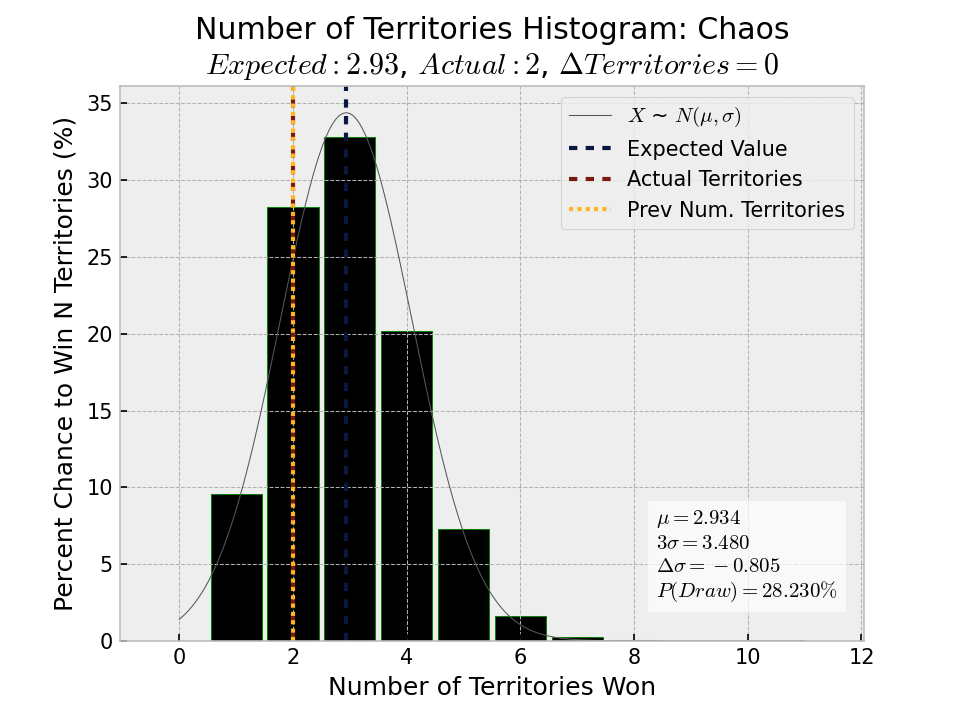 Number of Territories Histogram: Chaos
Expected : 2.93, Actual : 2, ΔTerritories = 0
Percent Chance to Win N Territories (%)
35
30
25
20
15
10
5
0
X ~ N(μ, σ)
Expected Value
Actual Territories
Prev Num. Territories
μ = 2.934
3σ = 3.480
Δσ = −0.805
P(Draw) = 28.230%
0 2 4 6 8 10 12
Number of Territories Won